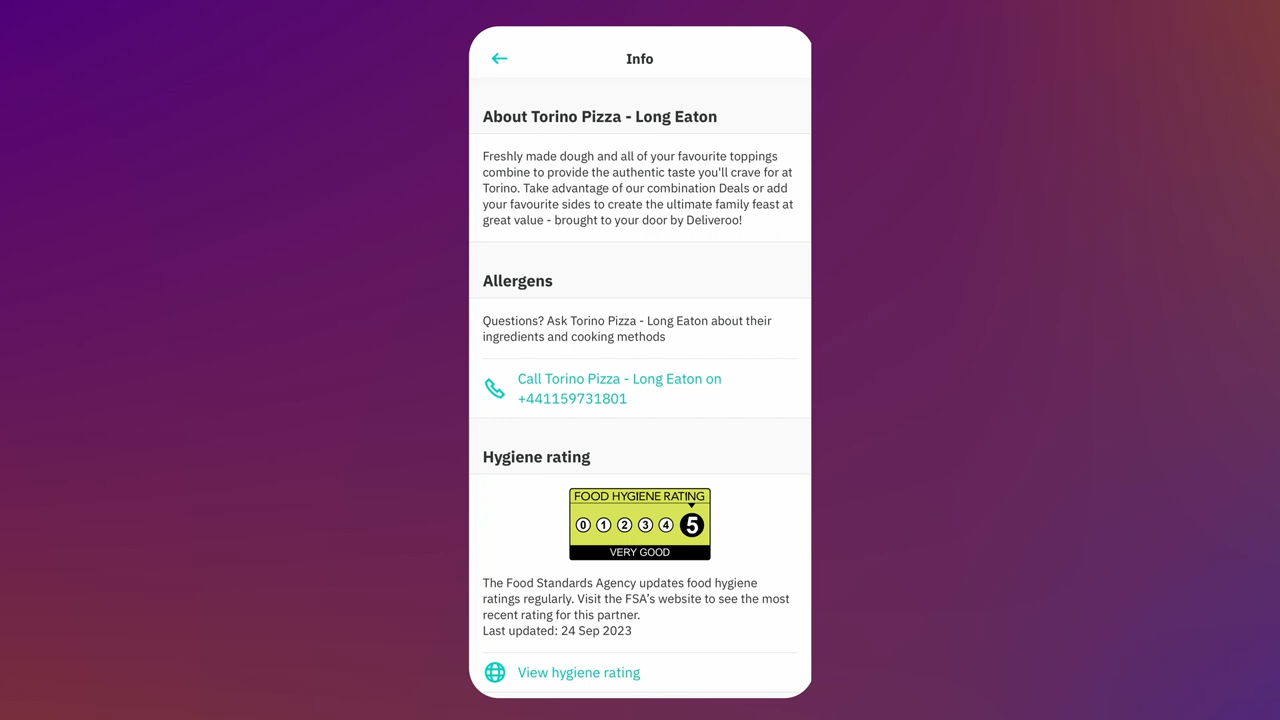 Info
About Torino Pizza - Long Eaton
Freshly made dough and all of your favourite toppings
combine to provide the authentic taste you'll crave for at
Torino. Take advantage of our combination Deals or add
your favourite sides to create the ultimate family feast at
great value - brought to your door by Deliveroo!
Allergens
Questions? Ask Torino Pizza - Long Eaton about their
ingredients and cooking methods
Call Torino Pizza - Long Eaton on
+441159731801
Hygiene rating
FOOD HYGIENE RATING
0 1 2 3 4 5
VERY GOOD
The Food Standards Agency updates food hygiene
ratings regularly. Visit the FSA’s website to see the most
recent rating for this partner.
Last updated: 24 Sep 2023
View hygiene rating